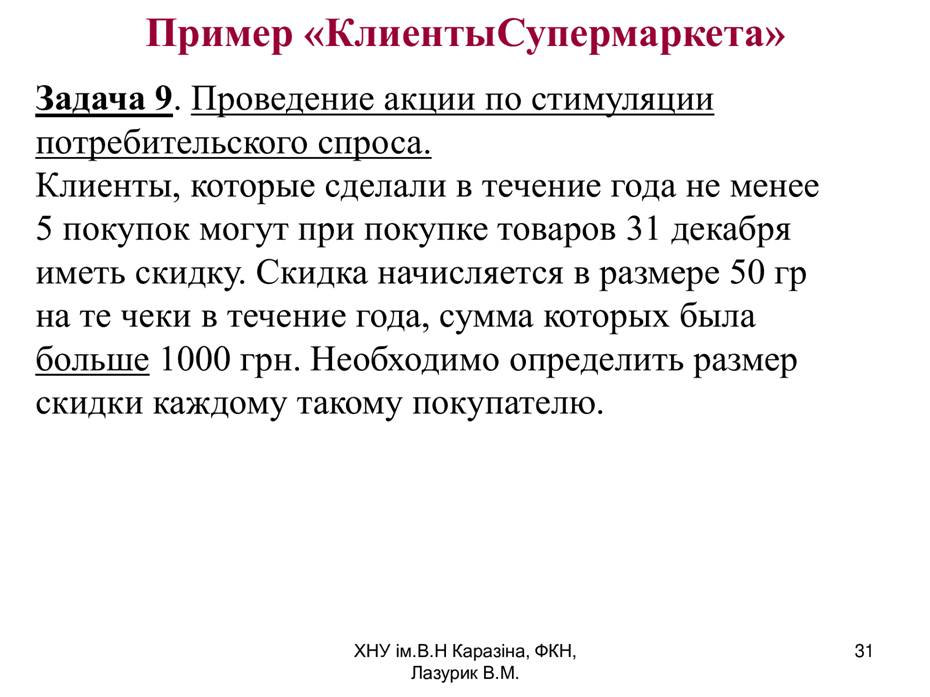 Пример «КлиентыСупермаркета»
Задача 9. Проведение акции по стимуляции
потребительского спроса.
Клиенты, которые сделали в течение года не менее
5 покупок могут при покупке товаров 31 декабря
иметь скидку. Скидка начисляется в размере 50 гр
на те чеки в течение года, сумма которых была
больше 1000 грн. Необходимо определить размер
скидки каждому такому покупателю.
ХНУ ім.В.Н Каразіна, ФКН,
Лазурик В.М.
31